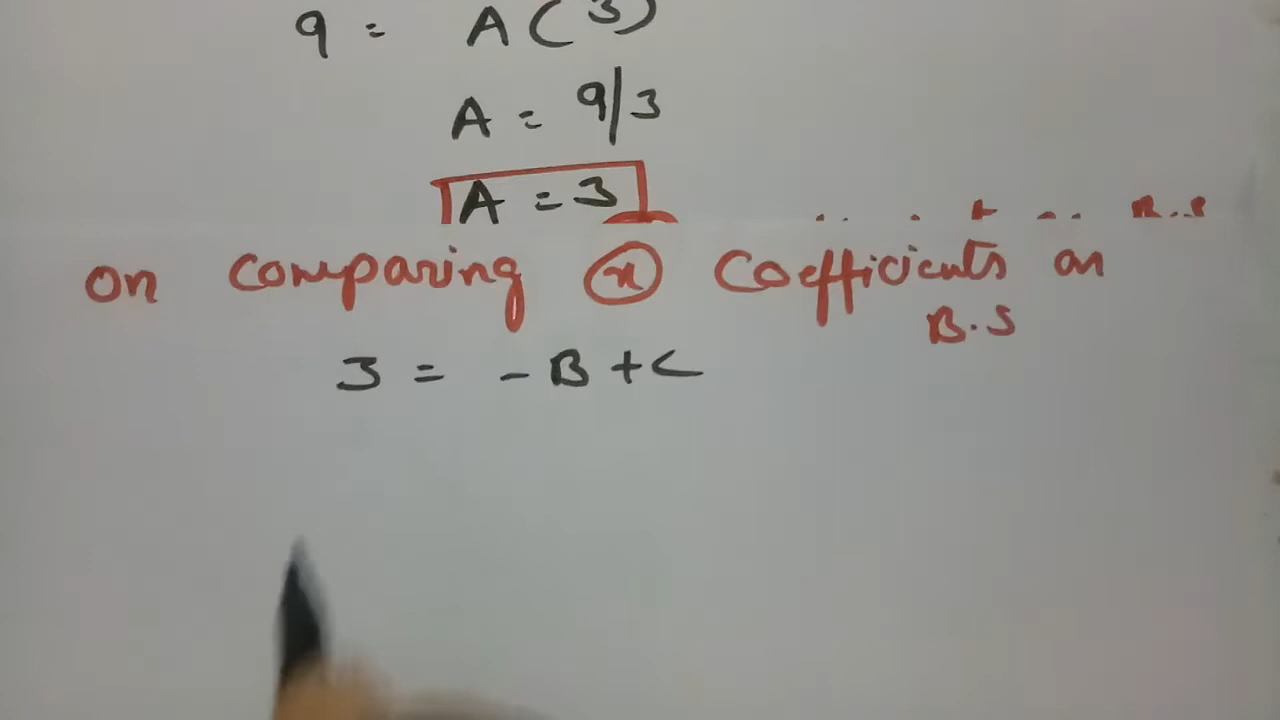 9 = A(3)
A = 9/3
A = 3
on comparing x coefficients on
B.S
3 = -B + C